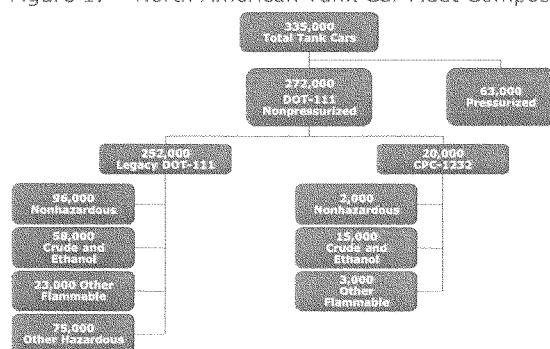 Figure 1. North American Tank Car Fleet Compos
335,000
Total Tank Cars
272,000
DOT-111
Nonpressurized
63,000
Pressurized
252,000
Legacy DOT-111
20,000
CPC-1232
96,000
Nonhazardous
58,000
Crude and
Ethanol
23,000 Other
Flammable
75,000
Other Hazardous
2,000
Nonhazardous
15,000
Crude and
Ethanol
3,000
Other
Flammable